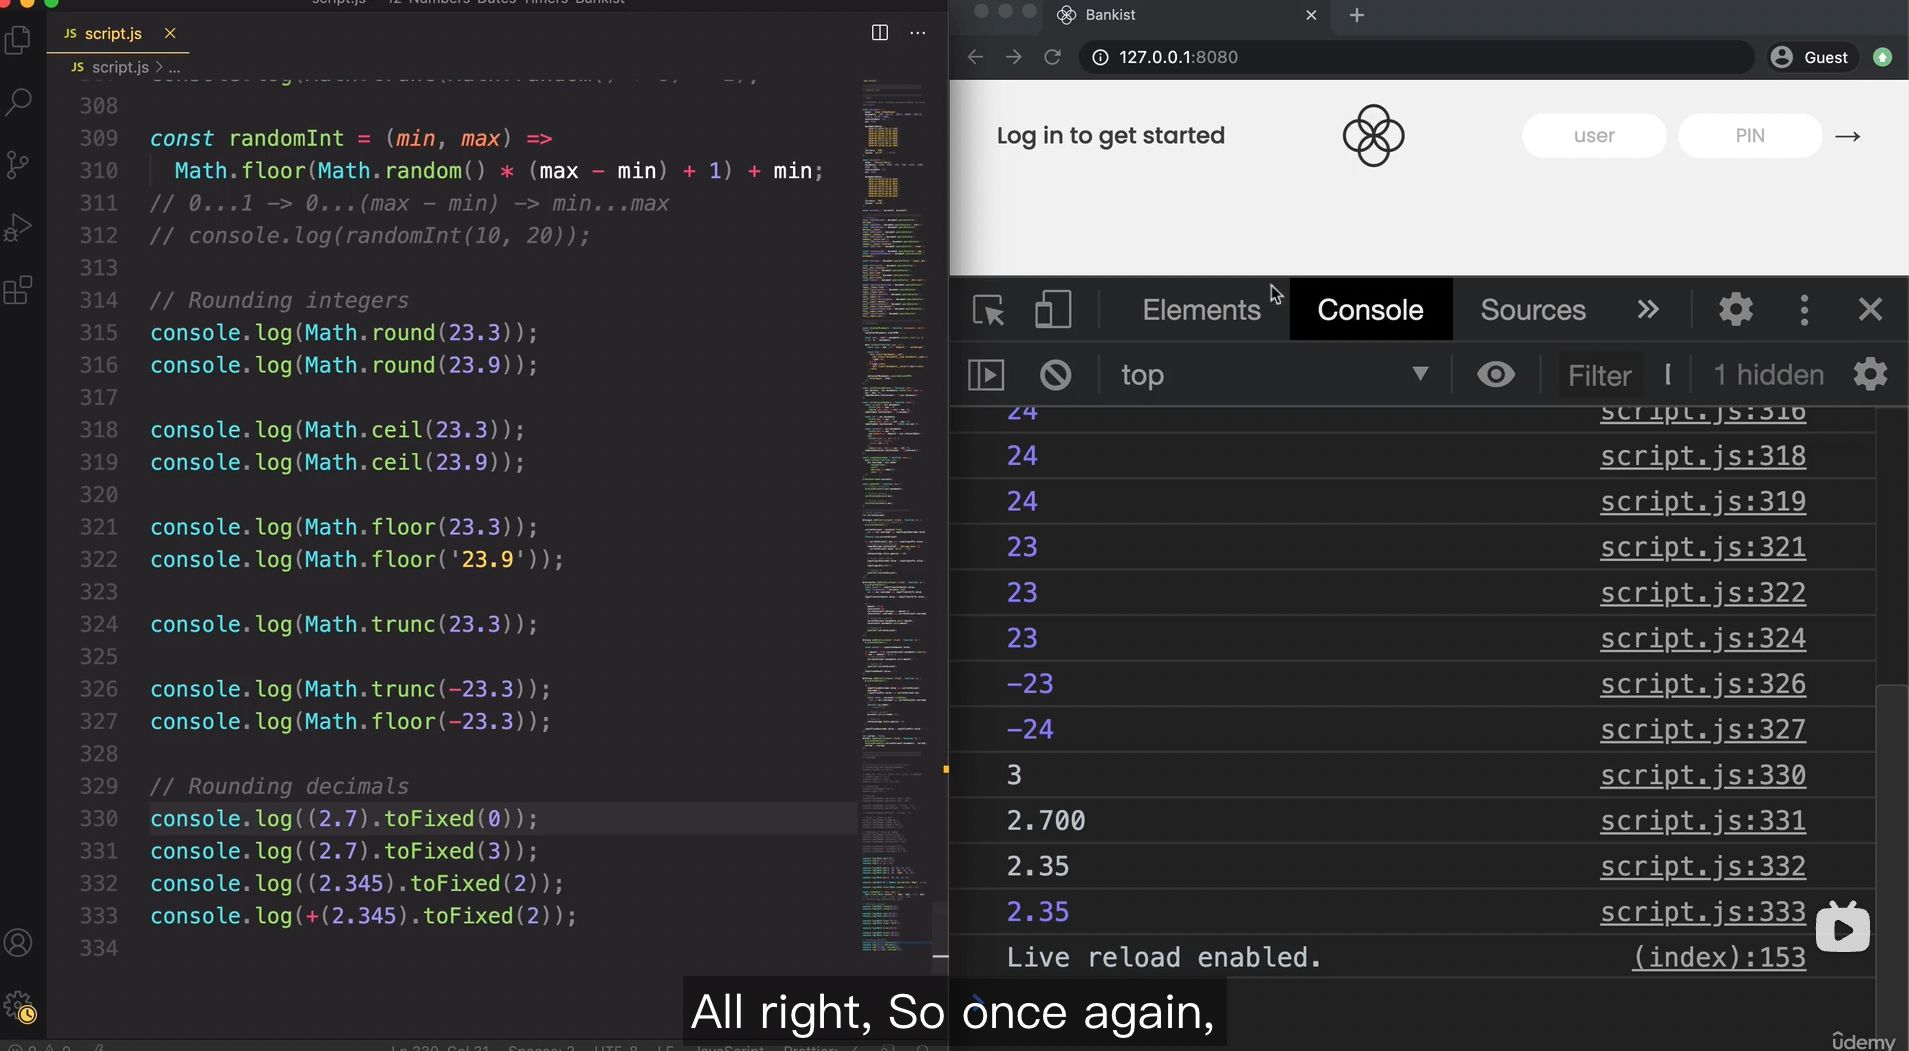 JS script.js ×
JS script.js > ...
308
309 const randomInt = (min, max) =>
310 Math.floor(Math.random() * (max - min) + 1) + min;
311 // 0...1 -> 0...(max - min) -> min...max
312 // console.log(randomInt(10, 20));
313
314 // Rounding integers
315 console.log(Math.round(23.3));
316 console.log(Math.round(23.9));
317
318 console.log(Math.ceil(23.3));
319 console.log(Math.ceil(23.9));
320
321 console.log(Math.floor(23.3));
322 console.log(Math.floor('23.9'));
323
324 console.log(Math.trunc(23.3));
325
326 console.log(Math.trunc(-23.3));
327 console.log(Math.floor(-23.3));
328
329 // Rounding decimals
330 console.log((2.7).toFixed(0));
331 console.log((2.7).toFixed(3));
332 console.log((2.345).toFixed(2));
333 console.log(+(2.345).toFixed(2));
334
Bankist
127.0.0.1:8080
Guest
Log in to get started
user
PIN
Elements Console Sources
top
Filter
1 hidden
24 script.js:316
24 script.js:318
24 script.js:319
23 script.js:321
23 script.js:322
23 script.js:324
-23 script.js:326
-24 script.js:327
3 script.js:330
2.700 script.js:331
2.35 script.js:332
2.35 script.js:333
Live reload enabled. (index):153
All right, So once again,
ûdemy